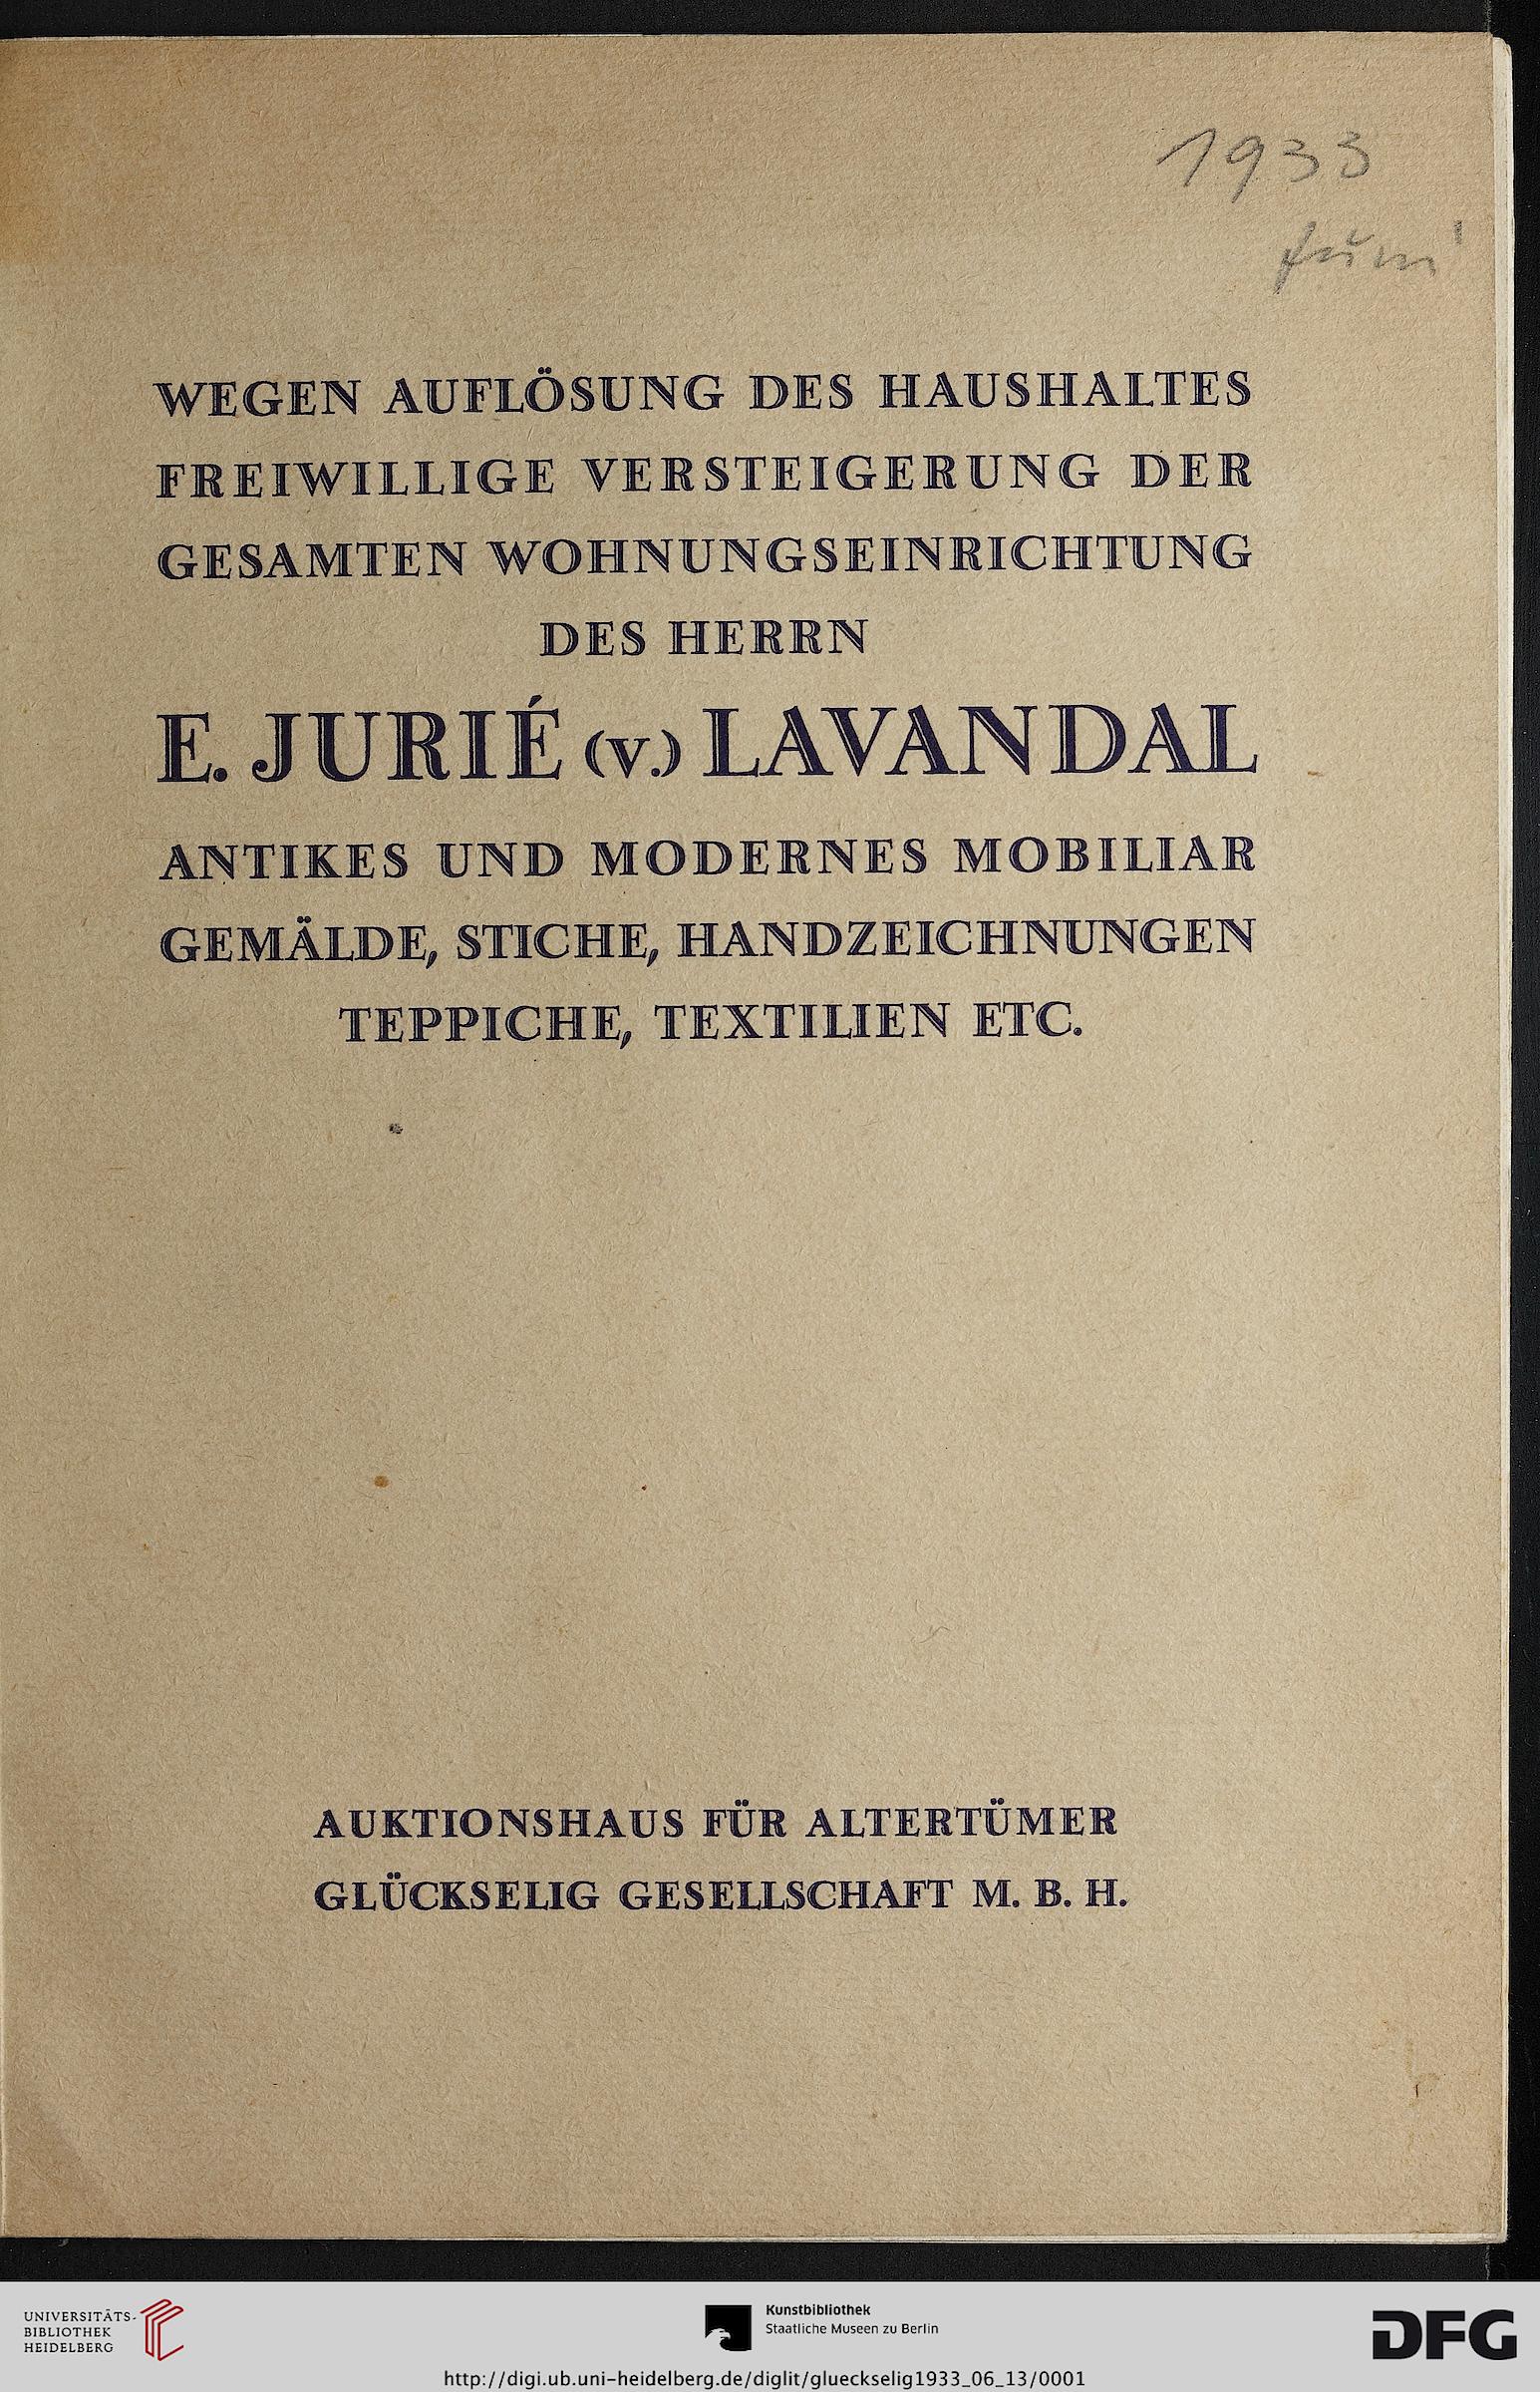 1933
Juni
WEGEN AUFLÖSUNG DES HAUSHALTES
FREIWILLIGE VERSTEIGERUNG DER
GESAMTEN WOHNUNGSEINRICHTUNG
DES HERRN
E. JURIÉ (V.) LAVANDAL
ANTIKES UND MODERNES MOBILIAR
GEMÄLDE, STICHE, HANDZEICHNUNGEN
TEPPICHE, TEXTILIEN ETC.
AUKTIONSHAUS FÜR ALTERTÜMER
GLÜCKSELIG GESELLSCHAFT M. B. H.
UNIVERSITÄTS-
BIBLIOTHEK
HEIDELBERG
Kunstbibliothek
Staatliche Museen zu Berlin
DFG
http://digi.ub.uni-heidelberg.de/diglit/glueckselig1933_06_13/0001